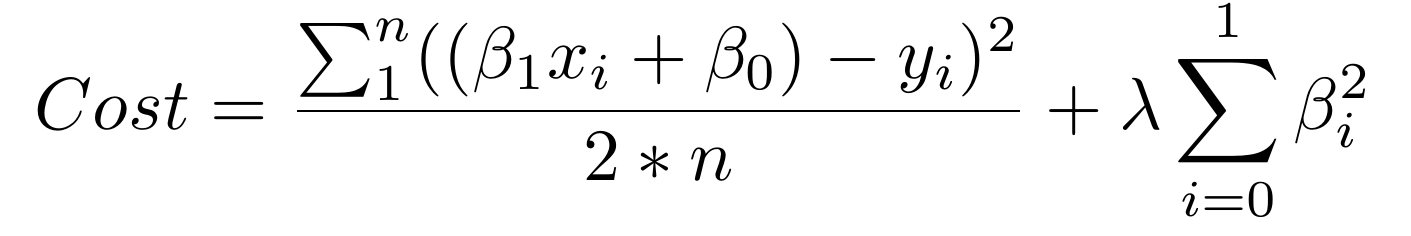 Cost = \frac{\sum_{1}^{n}((\beta_1 x_i + \beta_0) - y_i)^2}{2 * n} + \lambda \sum_{i=0}^{1} \beta_i^2